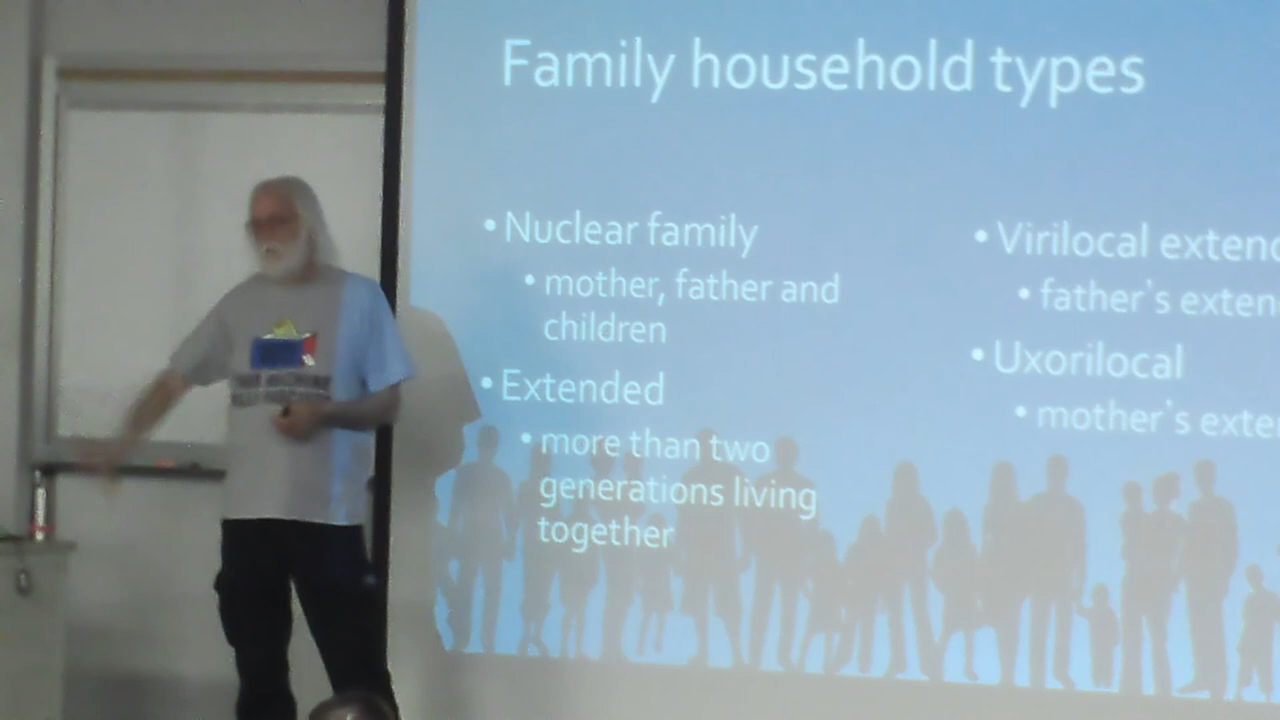 Family household types
• Nuclear family
• mother, father and
children
• Extended
• more than two
generations living
together
• Virilocal
• father's
• Uxorilocal
• mother's